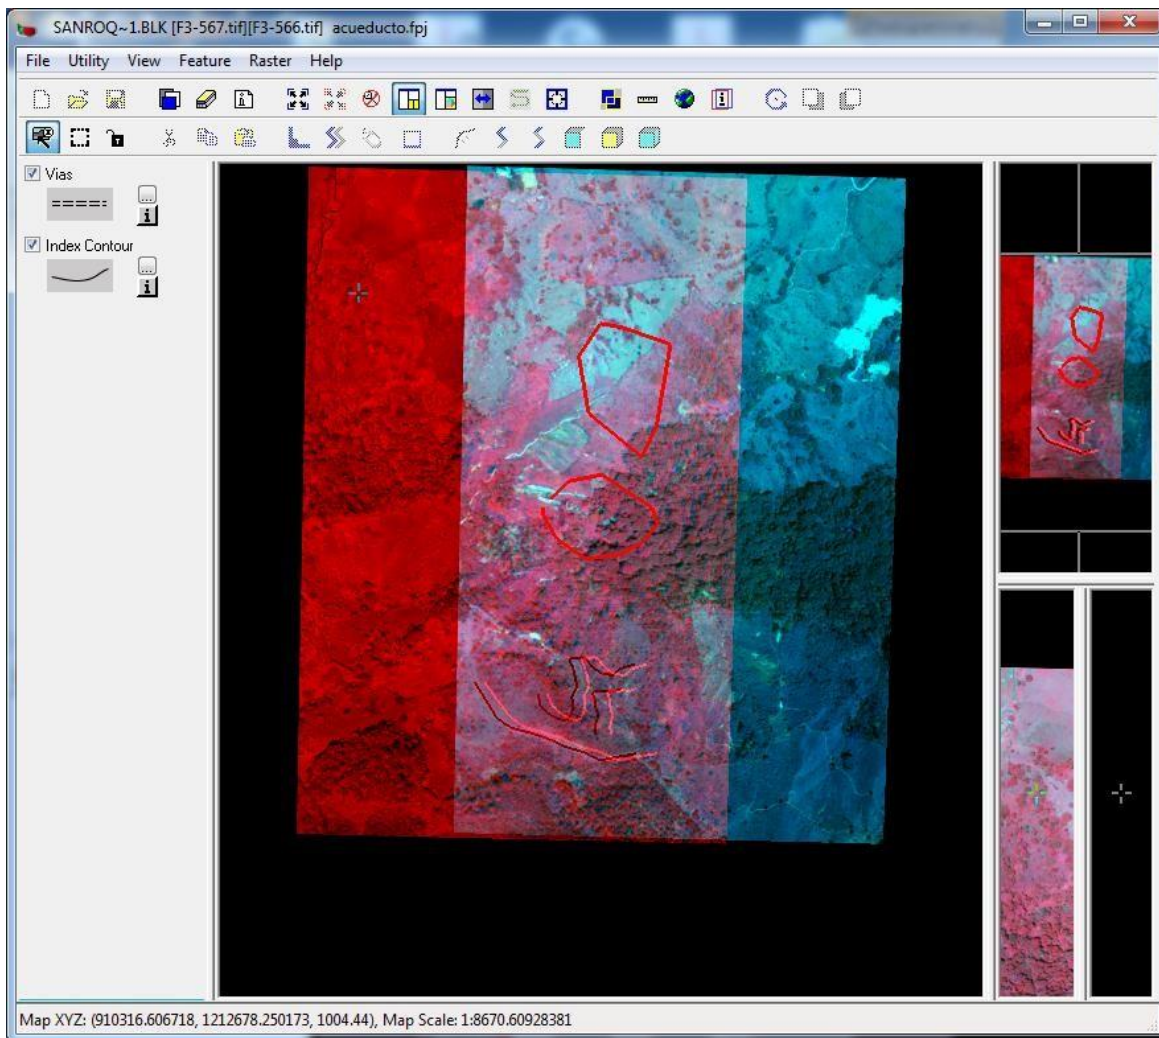 SANROQ~1.BLK [F3-567.tif][F3-566.tif] acueducto.fpj
File Utility View Feature Raster Help
Vias
Index Contour
Map XYZ: (910316.606718, 1212678.250173, 1004.44), Map Scale: 1:8670.60928381